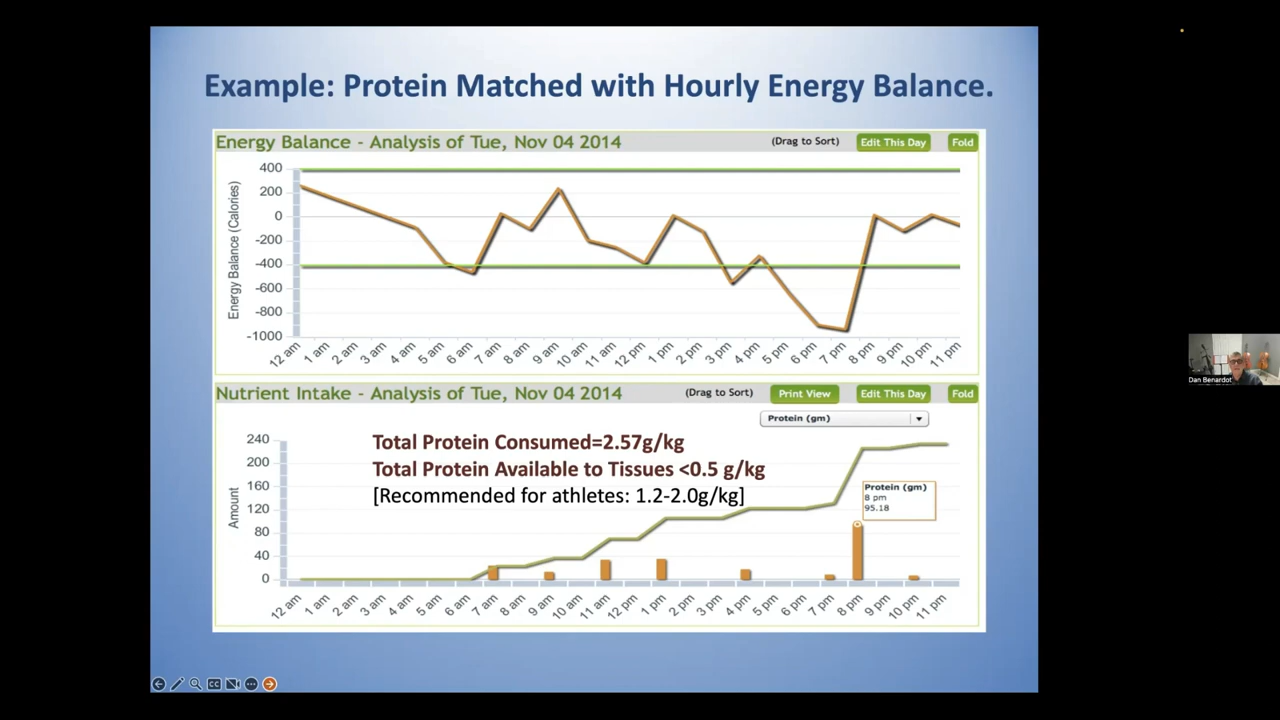 Example: Protein Matched with Hourly Energy Balance.
Energy Balance - Analysis of Tue, Nov 04 2014 (Drag to Sort) Edit This Day Fold
Energy Balance (Calories)
400
200
0
-200
-400
-600
-800
-1000
12 am 1 am 2 am 3 am 4 am 5 am 6 am 7 am 8 am 9 am 10 am 11 am 12 pm 1 pm 2 pm 3 pm 4 pm 5 pm 6 pm 7 pm 8 pm 9 pm 10 pm 11 pm
Nutrient Intake - Analysis of Tue, Nov 04 2014 (Drag to Sort) Print View Edit This Day Fold
Protein (gm)
Total Protein Consumed=2.57g/kg
Total Protein Available to Tissues <0.5 g/kg
[Recommended for athletes: 1.2-2.0g/kg]
Protein (gm)
8 pm
95.18
Amount
240
200
160
120
80
40
0
12 am 1 am 2 am 3 am 4 am 5 am 6 am 7 am 8 am 9 am 10 am 11 am 12 pm 1 pm 2 pm 3 pm 4 pm 5 pm 6 pm 7 pm 8 pm 9 pm 10 pm 11 pm
Dan Benardot
CC